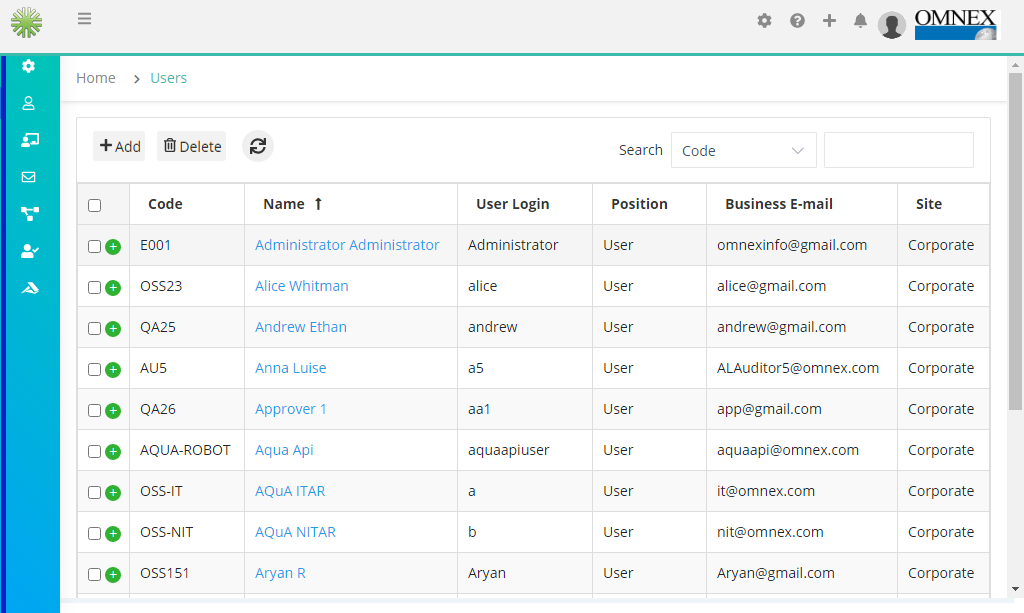 OMNEX
Home > Users
+ Add Delete Search Code
Code Name ↑ User Login Position Business E-mail Site
E001 Administrator Administrator Administrator User omnexinfo@gmail.com Corporate
OSS23 Alice Whitman alice User alice@gmail.com Corporate
QA25 Andrew Ethan andrew User andrew@gmail.com Corporate
AU5 Anna Luise a5 User ALAuditor5@omnex.com Corporate
QA26 Approver 1 aa1 User app@gmail.com Corporate
AQUA-ROBOT Aqua Api aquaapiuser User aquaapi@omnex.com Corporate
OSS-IT AQuA ITAR a User it@omnex.com Corporate
OSS-NIT AQuA NITAR b User nit@omnex.com Corporate
OSS151 Aryan R Aryan User Aryan@gmail.com Corporate